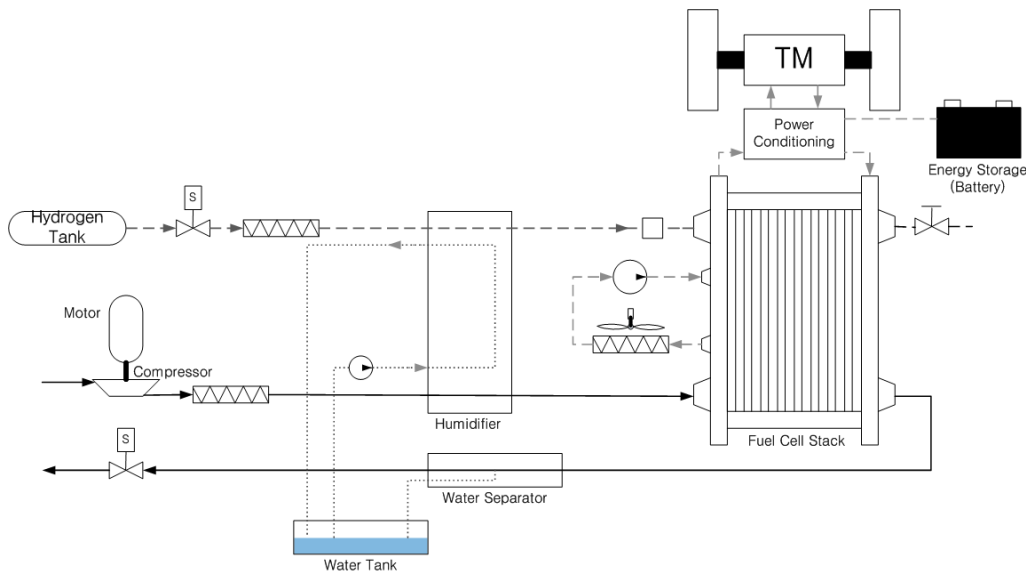 TM
Power
Conditioning
Energy Storage
(Battery)
S
Hydrogen
Tank
Motor
Compressor
Humidifier
Fuel Cell Stack
S
Water Separator
Water Tank